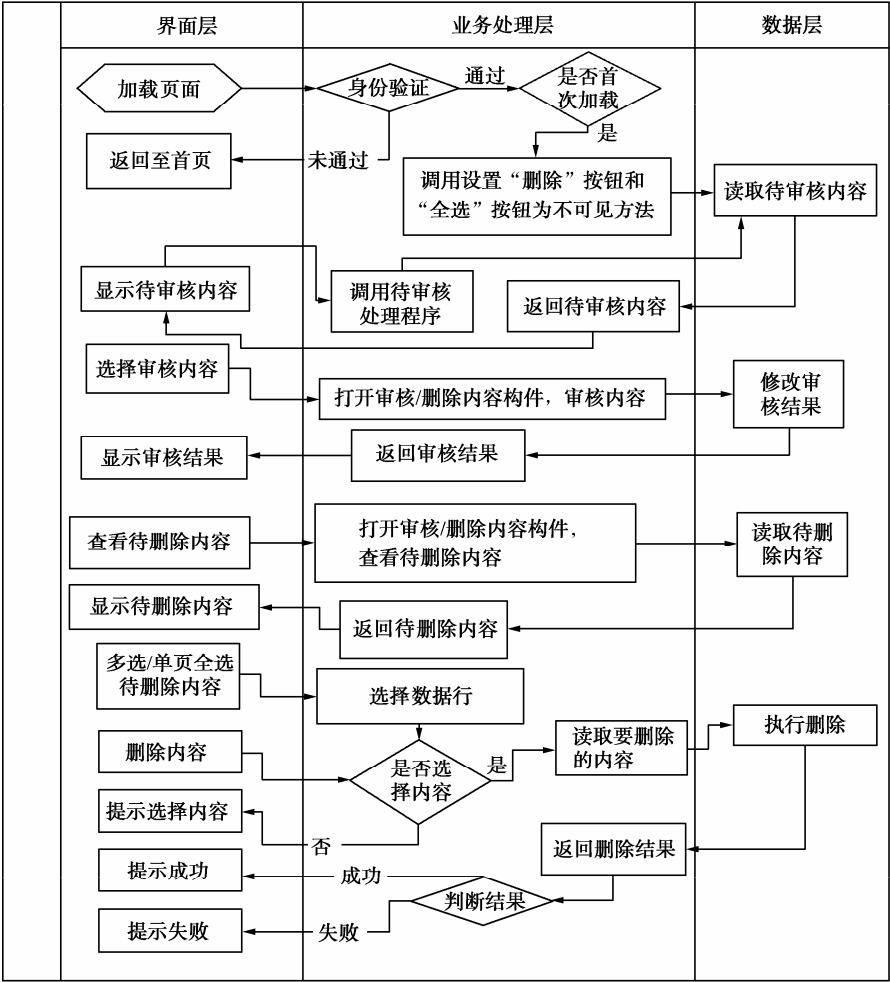 界面层
业务处理层
数据层
加载页面
身份验证
通过
是否首
次加载
是
返回至首页
未通过
调用设置“删除”按钮和
“全选”按钮为不可见方法
读取待审核内容
显示待审核内容
调用待审核
处理程序
返回待审核内容
选择审核内容
打开审核/删除内容构件，审核内容
修改审
核结果
显示审核结果
返回审核结果
查看待删除内容
打开审核/删除内容构件，
查看待删除内容
读取待删
除内容
显示待删除内容
返回待删除内容
多选/单页全选
待删除内容
选择数据行
删除内容
是否选
择内容
是
读取要删除
的内容
执行删除
提示选择内容
否
返回删除结果
提示成功
成功
判断结果
提示失败
失败